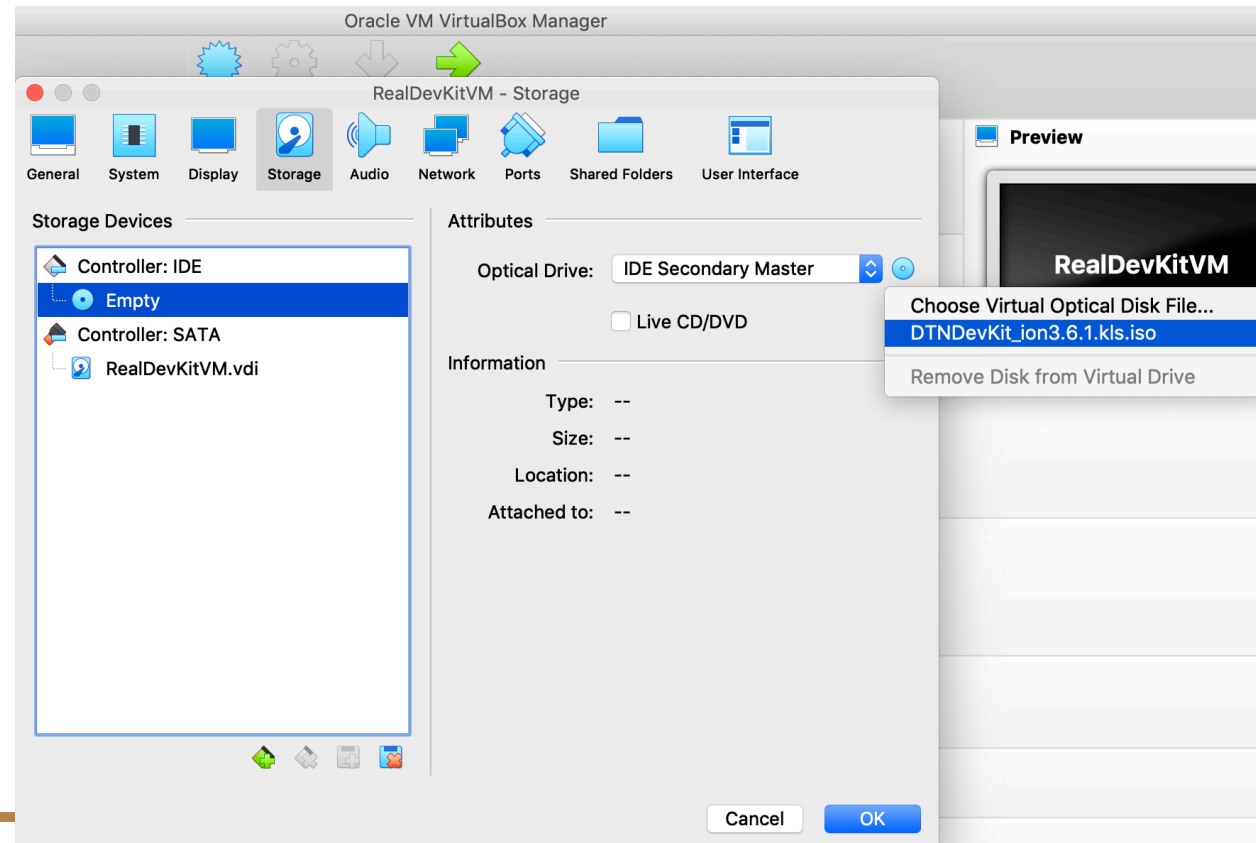 Oracle VM VirtualBox Manager
RealDevKitVM - Storage
General System Display Storage Audio Network Ports Shared Folders User Interface
Preview
RealDevKitVM
Storage Devices
Controller: IDE
Empty
Controller: SATA
RealDevKitVM.vdi
Attributes
Optical Drive: IDE Secondary Master
Live CD/DVD
Choose Virtual Optical Disk File...
DTNDevKit_ion3.6.1.kls.iso
Remove Disk from Virtual Drive
Information
Type: --
Size: --
Location: --
Attached to: --
Cancel OK